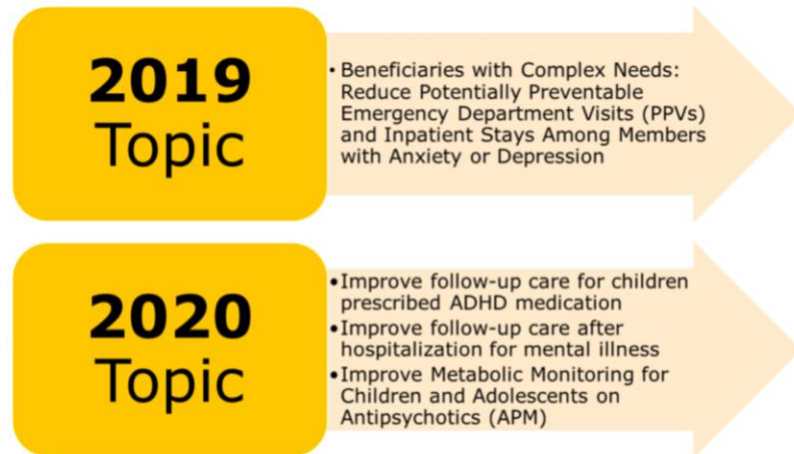 2019
Topic
• Beneficiaries with Complex Needs:
Reduce Potentially Preventable
Emergency Department Visits (PPVs)
and Inpatient Stays Among Members
with Anxiety or Depression
2020
Topic
•Improve follow-up care for children
prescribed ADHD medication
•Improve follow-up care after
hospitalization for mental illness
•Improve Metabolic Monitoring for
Children and Adolescents on
Antipsychotics (APM)